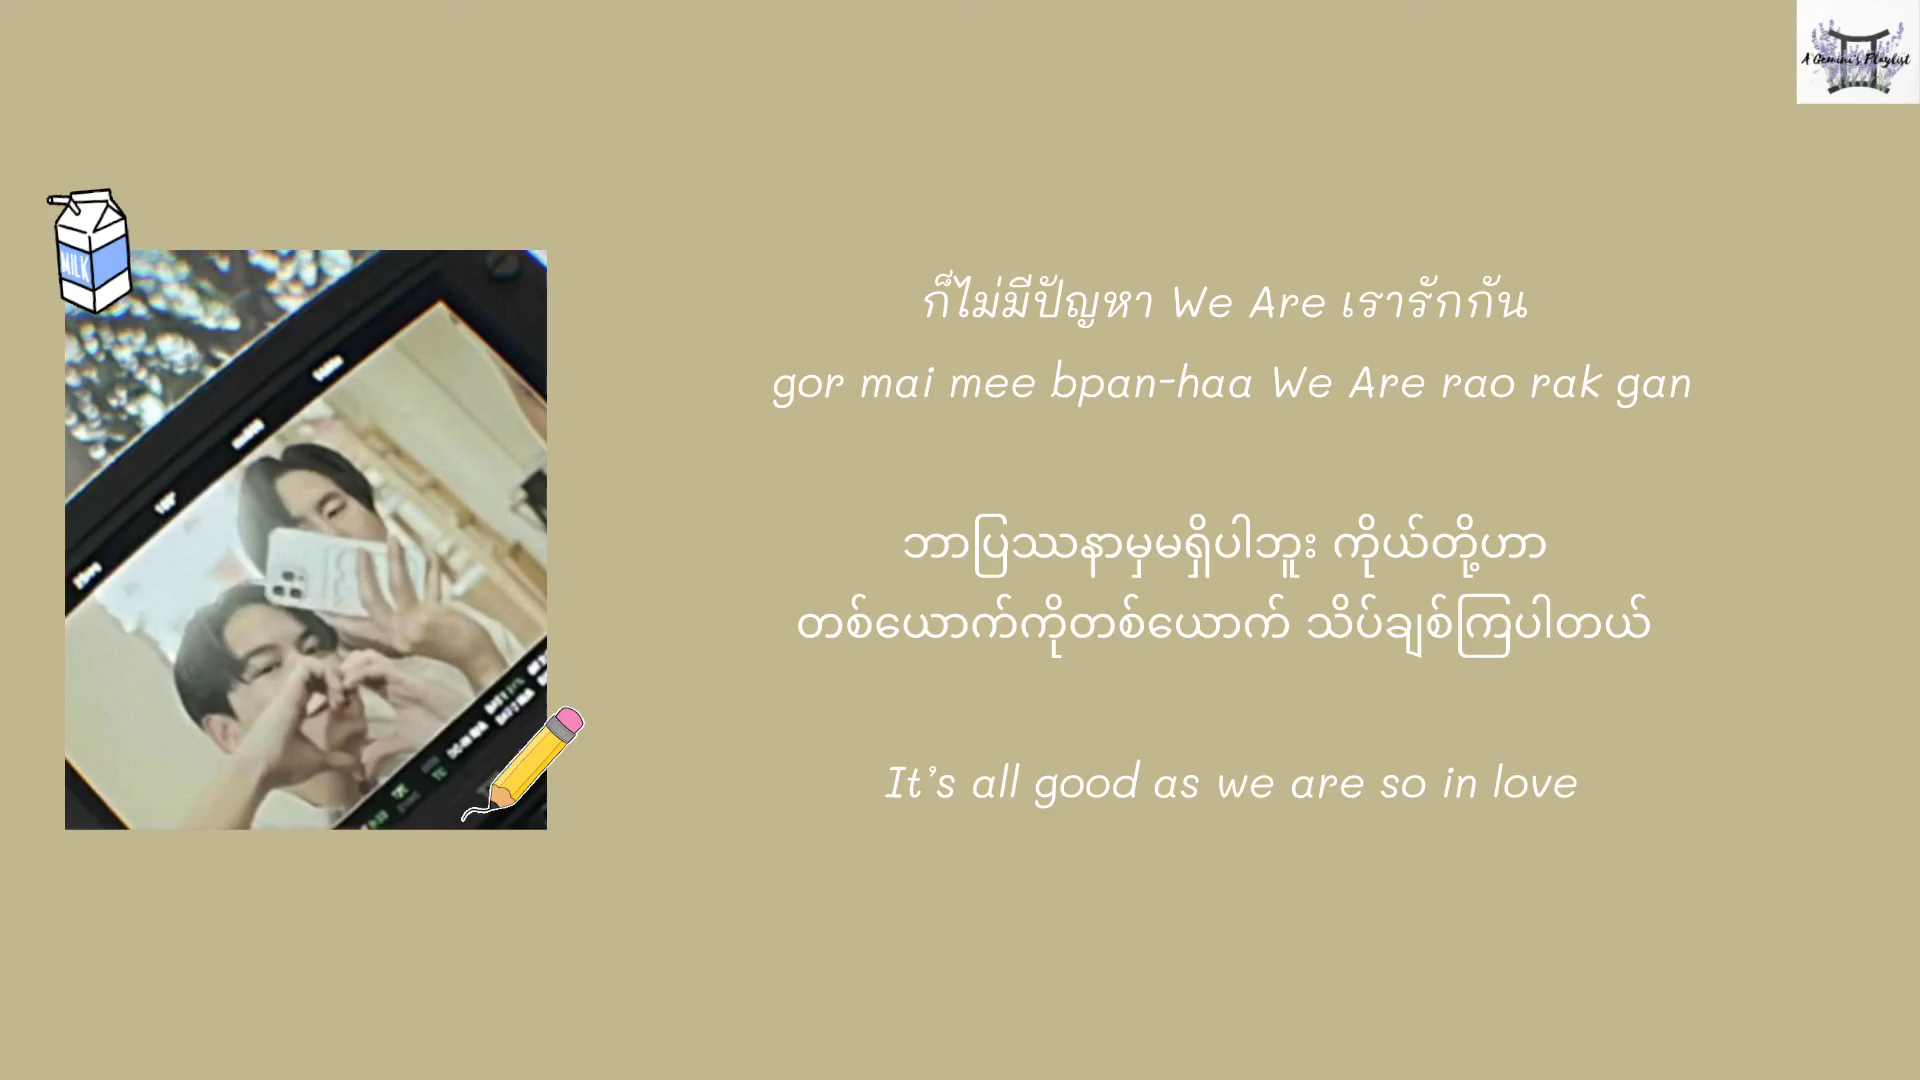 A Gemini's Playlist
MILK
ก็ไม่มีปัญหา We Are เรารักกัน
gor mai mee bpan-haa We Are rao rak gan
ဘာပြဿနာမှမရှိပါဘူး ကိုယ်တို့ဟာ
တစ်ယောက်ကိုတစ်ယောက် သိပ်ချစ်ကြပါတယ်
It's all good as we are so in love